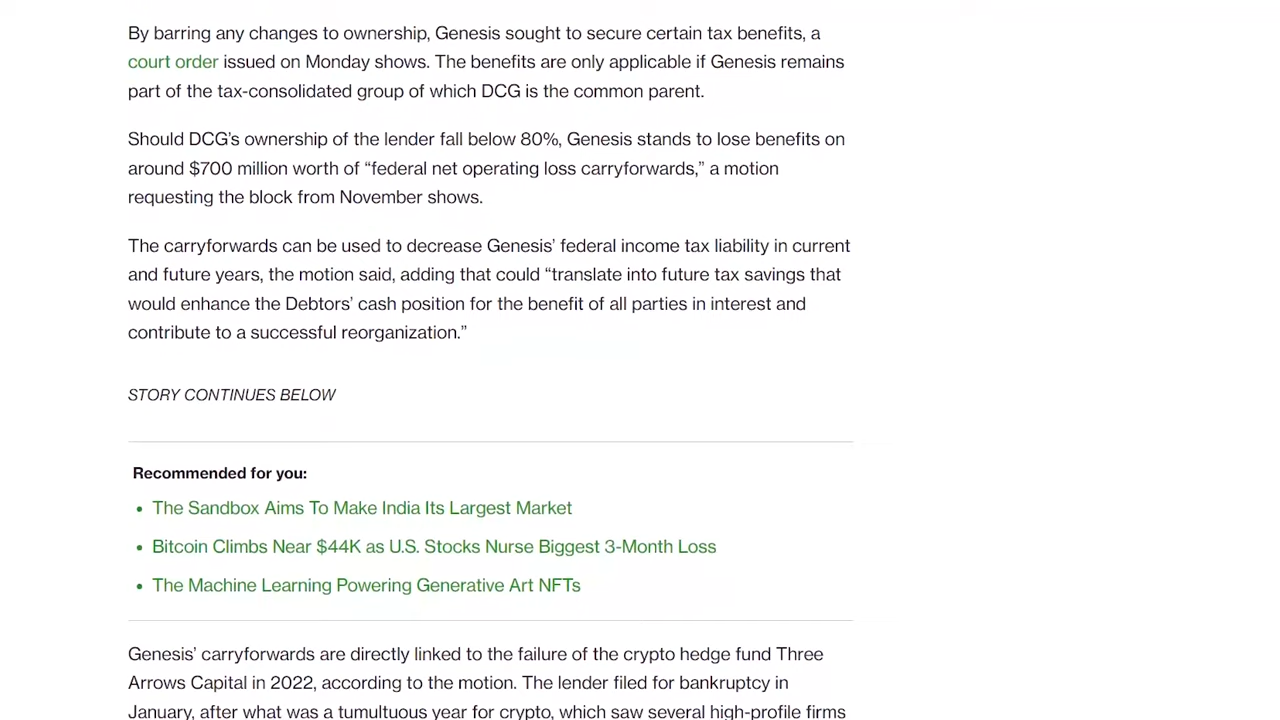 By barring any changes to ownership, Genesis sought to secure certain tax benefits, a
court order issued on Monday shows. The benefits are only applicable if Genesis remains
part of the tax-consolidated group of which DCG is the common parent.
Should DCG’s ownership of the lender fall below 80%, Genesis stands to lose benefits on
around $700 million worth of “federal net operating loss carryforwards,” a motion
requesting the block from November shows.
The carryforwards can be used to decrease Genesis’ federal income tax liability in current
and future years, the motion said, adding that could “translate into future tax savings that
would enhance the Debtors’ cash position for the benefit of all parties in interest and
contribute to a successful reorganization.”
STORY CONTINUES BELOW
Recommended for you:
• The Sandbox Aims To Make India Its Largest Market
• Bitcoin Climbs Near $44K as U.S. Stocks Nurse Biggest 3-Month Loss
• The Machine Learning Powering Generative Art NFTs
Genesis’ carryforwards are directly linked to the failure of the crypto hedge fund Three
Arrows Capital in 2022, according to the motion. The lender filed for bankruptcy in
January, after what was a tumultuous year for crypto, which saw several high-profile firms